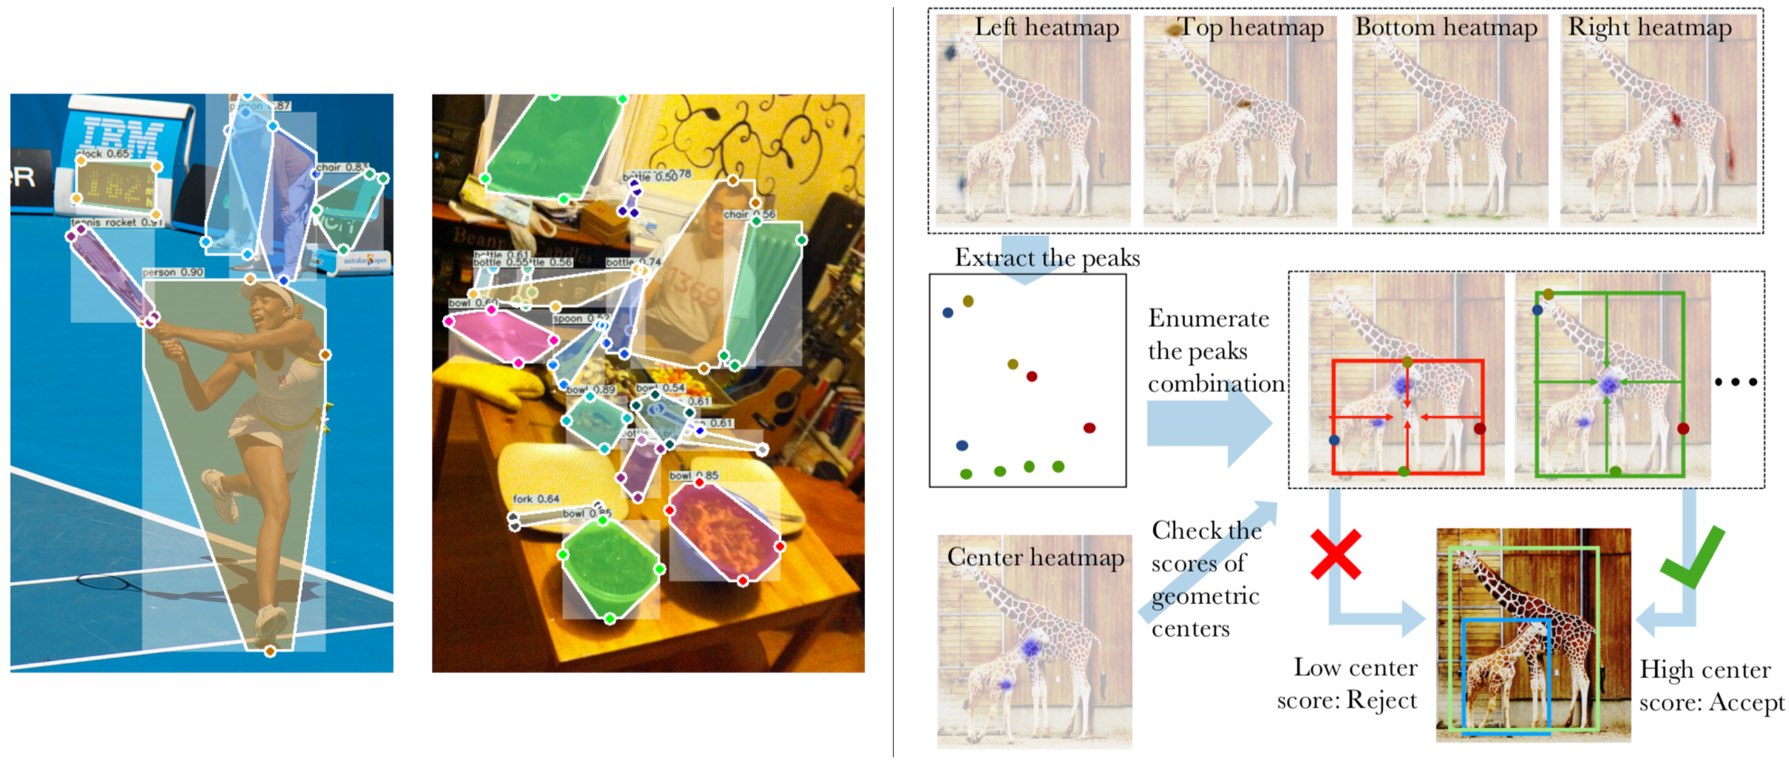 IBM
person 0.87
clock 0.65
182
chair 0.83
tennis racket 0.91
person 0.90
bottle 0.50
0.78
chair 0.56
bottle 0.61
bottle 0.55
bottle 0.74
1369
bowl 0.60
spoon 0.52
bowl 0.89
bowl 0.54
0.61
0.61
bowl 0.85
fork 0.64
bowl 0.85
Left heatmap
Top heatmap
Bottom heatmap
Right heatmap
Extract the peaks
Enumerate
the peaks
combination
Center heatmap
Check the
scores of
geometric
centers
Low center
score: Reject
High center
score: Accept